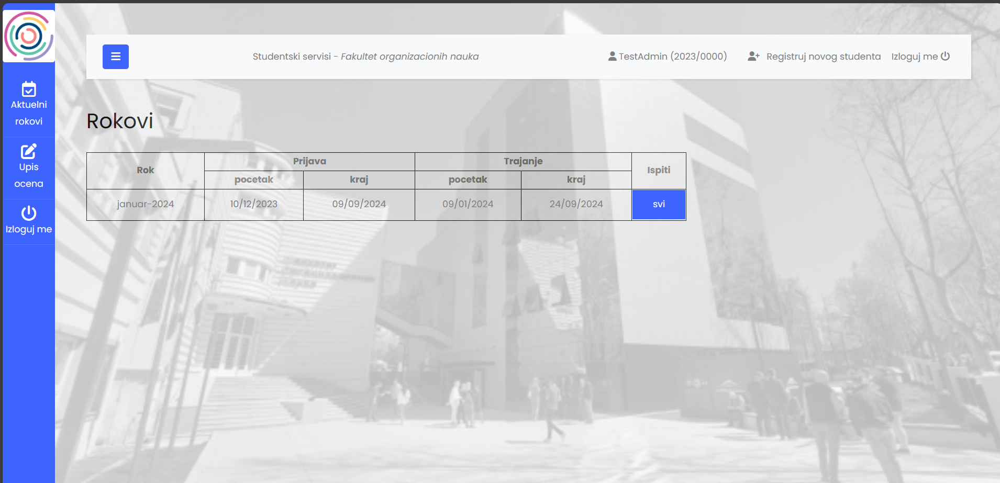 Studentski servisi - Fakultet organizacionih nauka
TestAdmin (2023/0000)
Registruj novog studenta
Izloguj me
Aktuelni
rokovi
Upis
ocena
Izloguj me
Rokovi
Rok Prijava Trajanje Ispiti
pocetak kraj pocetak kraj
januar-2024 10/12/2023 09/09/2024 09/01/2024 24/09/2024 svi